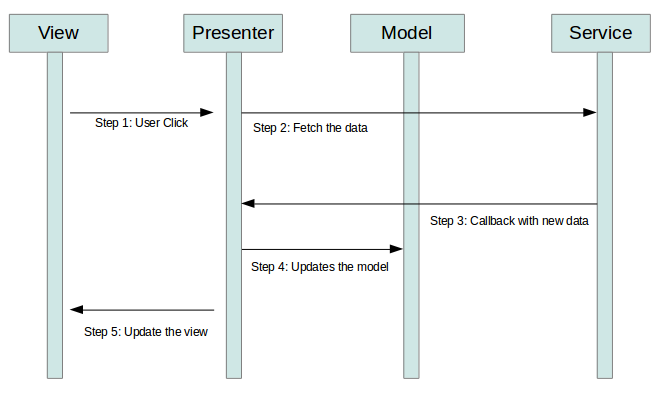 View
Presenter
Model
Service
Step 1: User Click
Step 2: Fetch the data
Step 3: Callback with new data
Step 4: Updates the model
Step 5: Update the view